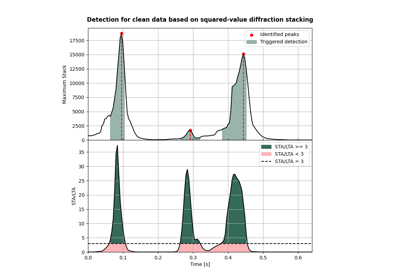 Detection for clean data based on squared-value diffraction stacking
Identified peaks
Triggered detection
Maximum Stack
17500
15000
12500
10000
7500
5000
2500
0
STA/LTA >= 3
STA/LTA < 3
STA/LTA = 3
STA/LTA
35
30
25
20
15
10
5
0
0.0 0.1 0.2 0.3 0.4 0.5 0.6
Time [s]